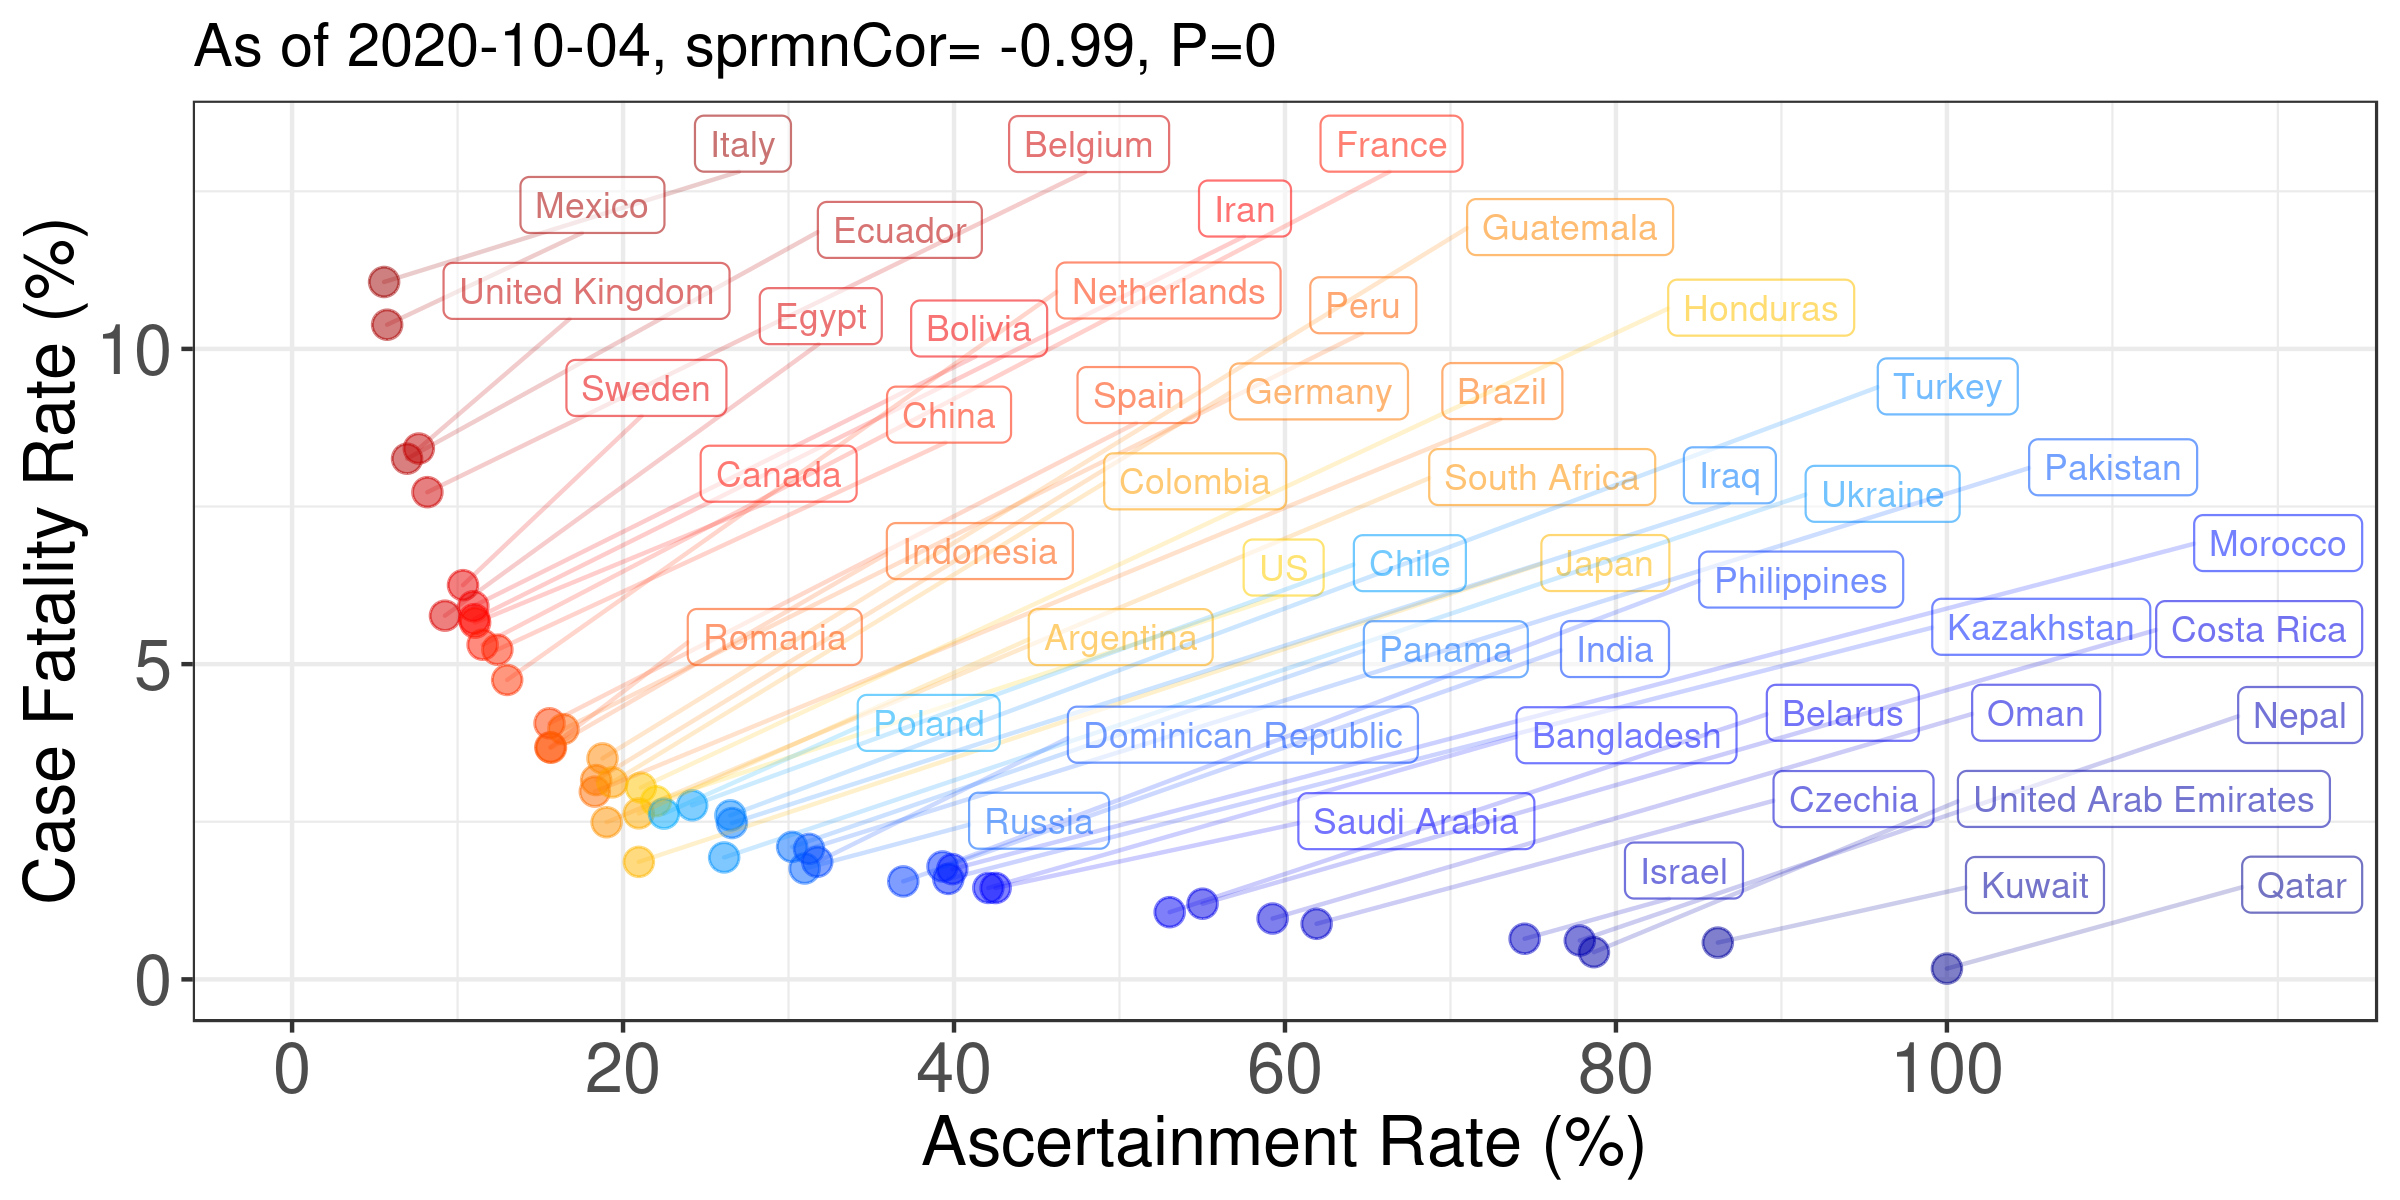 As of 2020-10-04, sprmnCor= -0.99, P=0
Case Fatality Rate (%)
10
5
0
Italy
Belgium
France
Mexico
Iran
Ecuador
Guatemala
United Kingdom
Netherlands
Peru
Honduras
Egypt
Bolivia
Sweden
China
Spain
Germany
Brazil
Turkey
Canada
Colombia
South Africa
Iraq
Ukraine
Pakistan
Indonesia
US
Chile
Japan
Philippines
Morocco
Romania
Argentina
Panama
India
Kazakhstan
Costa Rica
Poland
Dominican Republic
Bangladesh
Belarus
Oman
Nepal
Russia
Saudi Arabia
Czechia
United Arab Emirates
Israel
Kuwait
Qatar
0
20
40
60
80
100
Ascertainment Rate (%)